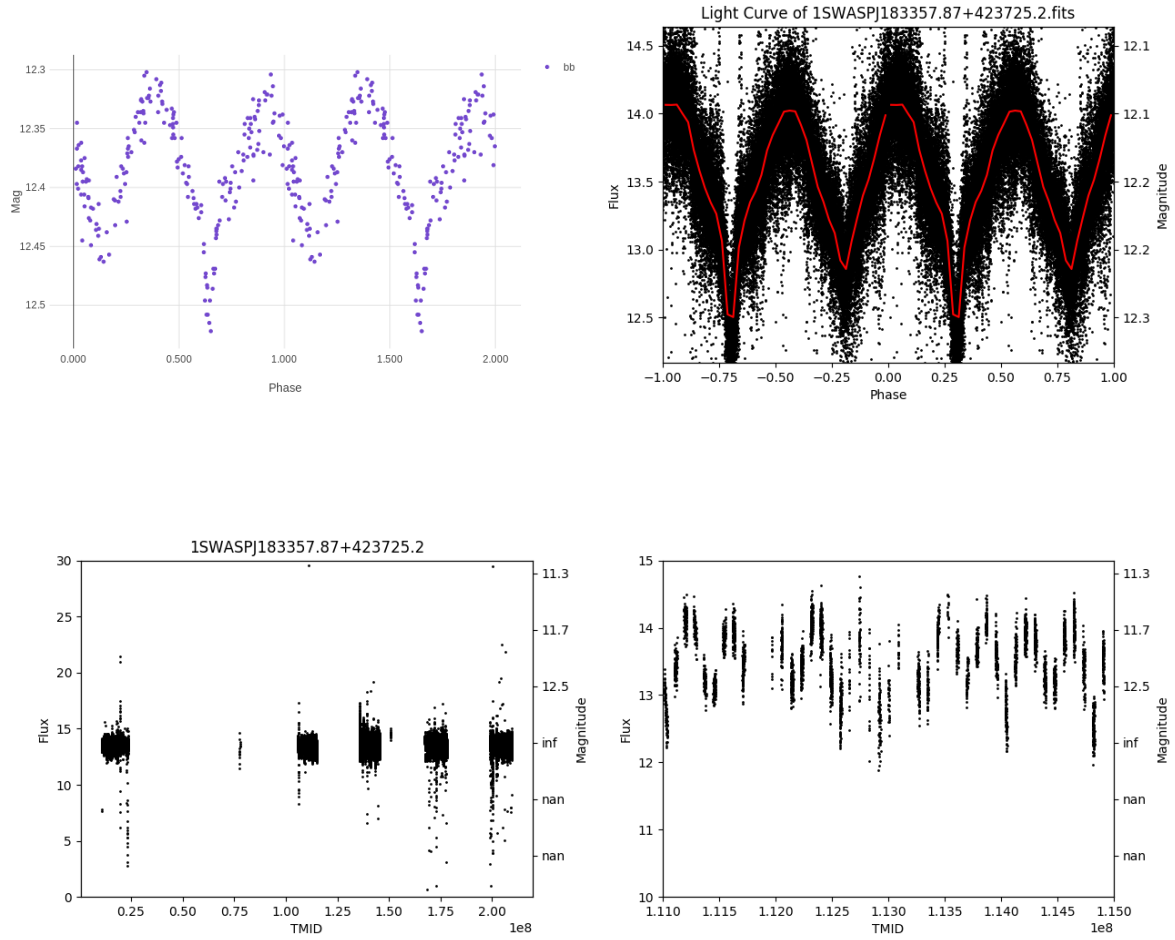 12.3
12.35
12.4
12.45
12.5
Mag
0.000
0.500
1.000
1.500
2.000
Phase
bb
Light Curve of 1SWASPJ183357.87+423725.2.fits
14.5
14.0
13.5
13.0
12.5
Flux
12.1
12.1
12.2
12.2
12.3
Magnitude
−1.00
−0.75
−0.50
−0.25
0.00
0.25
0.50
0.75
1.00
Phase
1SWASPJ183357.87+423725.2
30
25
20
15
10
5
0
Flux
11.3
11.7
12.5
inf
nan
nan
Magnitude
0.25
0.50
0.75
1.00
1.25
1.50
1.75
2.00
TMID
1e8
15
14
13
12
11
10
Flux
11.3
11.7
12.5
inf
nan
nan
Magnitude
1.110
1.115
1.120
1.125
1.130
1.135
1.140
1.145
1.150
TMID
1e8